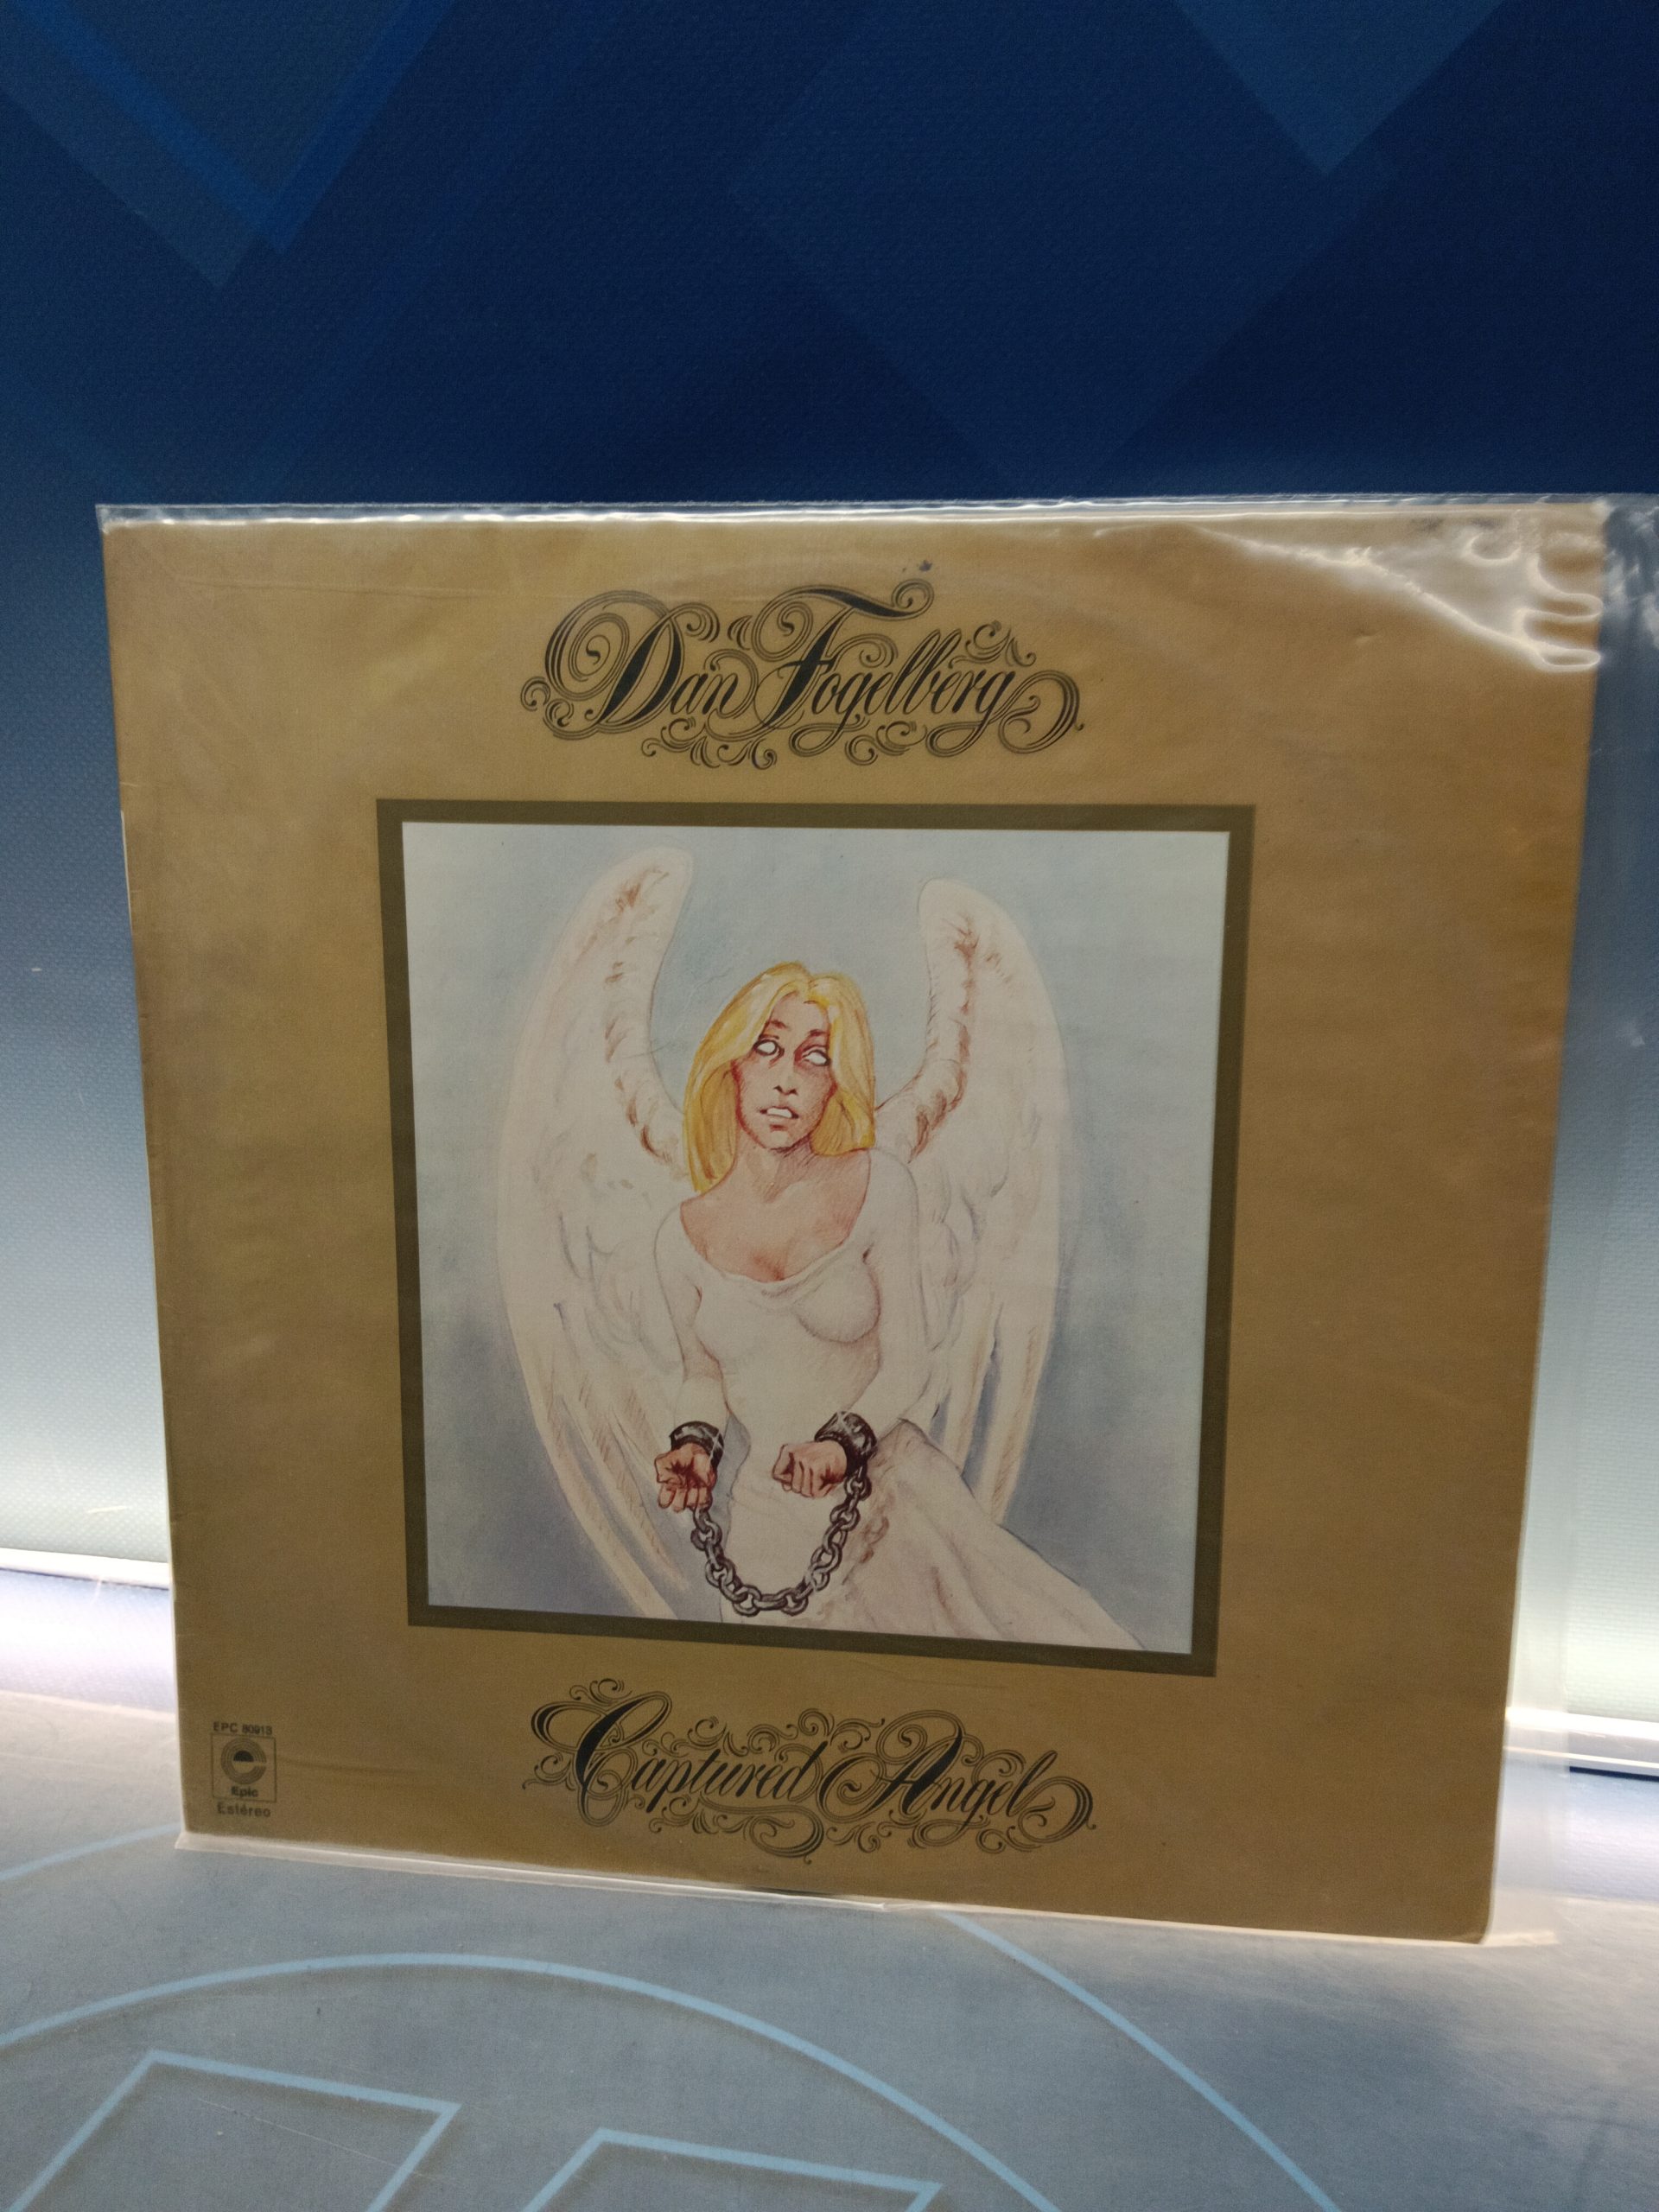 Dan Fogelberg
EPC 80913
Epic
Estéreo
Captured Angel